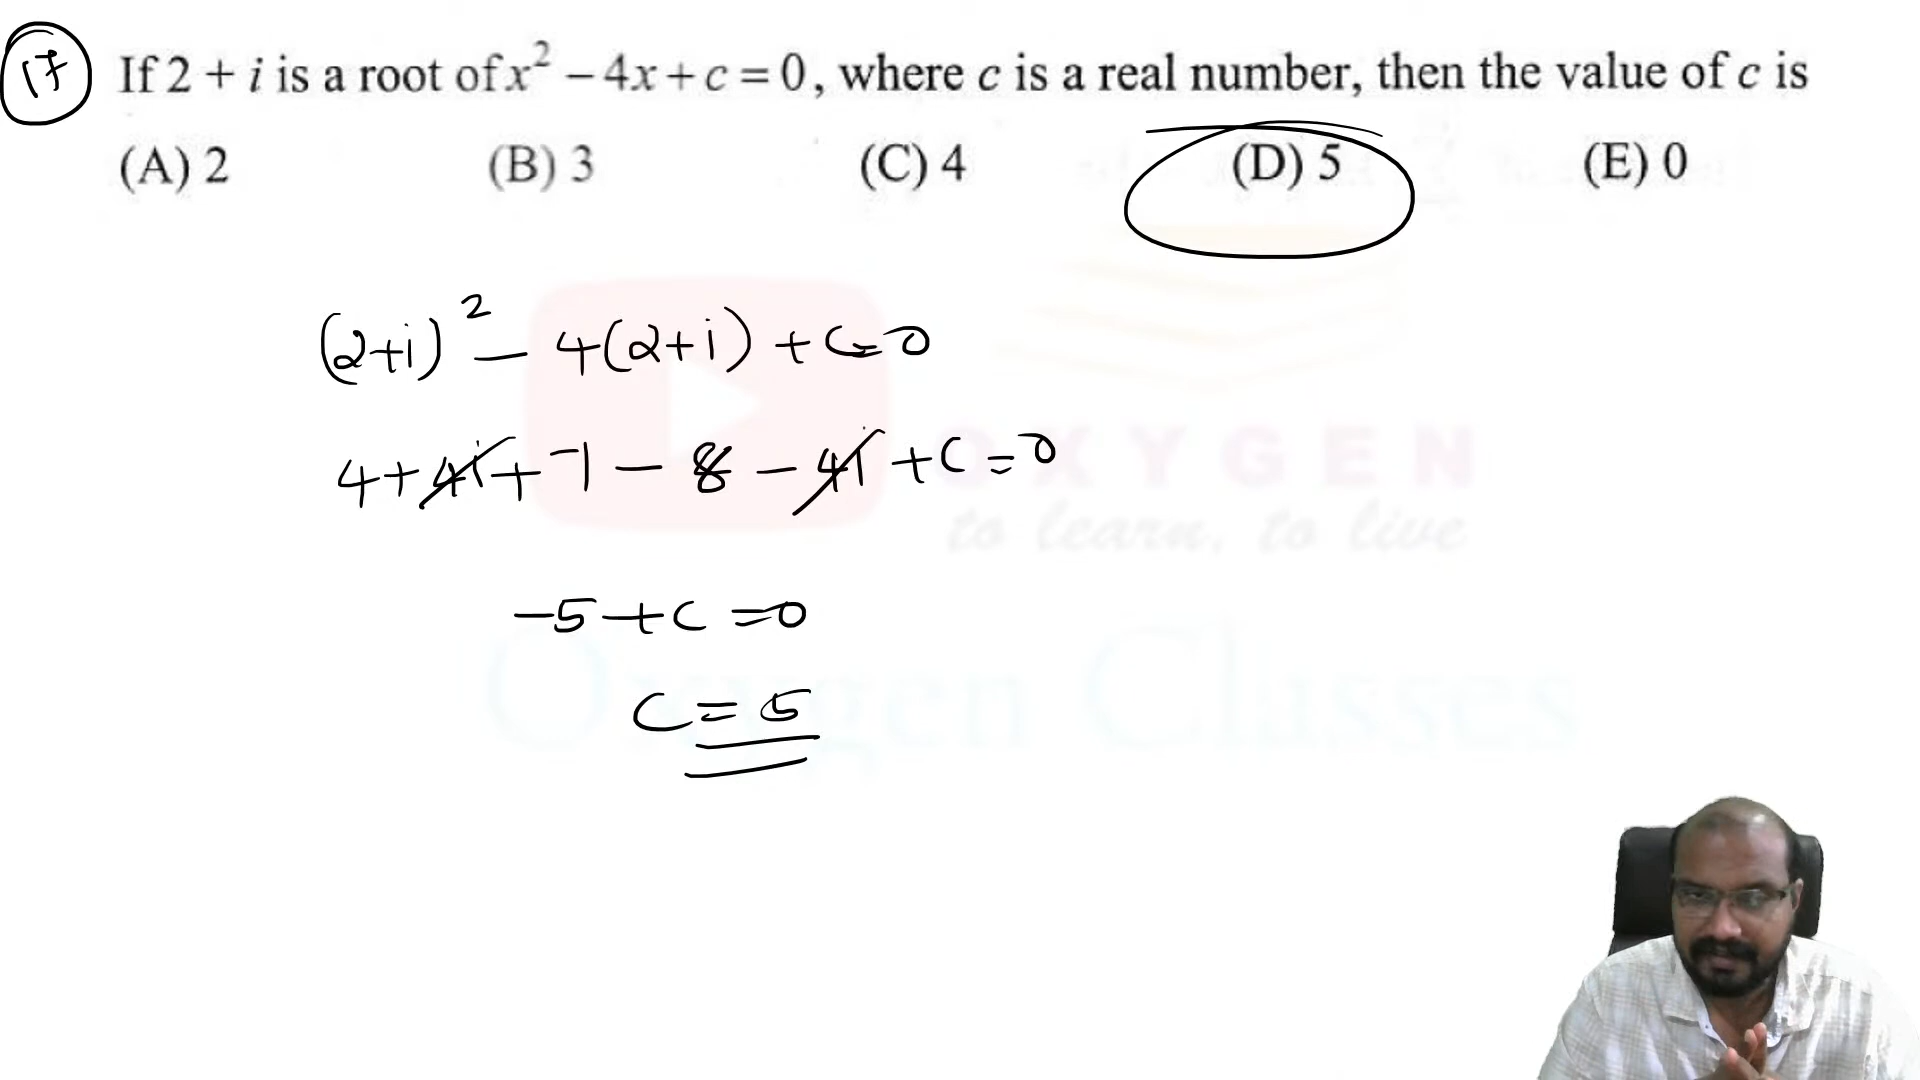 17 If 2 + i is a root of x² − 4x + c = 0, where c is a real number, then the value of c is
(A) 2 (B) 3 (C) 4 (D) 5 (E) 0
(2+i)² − 4(2+i) + c = 0
4 + 4i + -1 − 8 − 4i + c = 0
OXYGEN
to learn, to live
-5 + c = 0
Oxygen Classes
c = 5